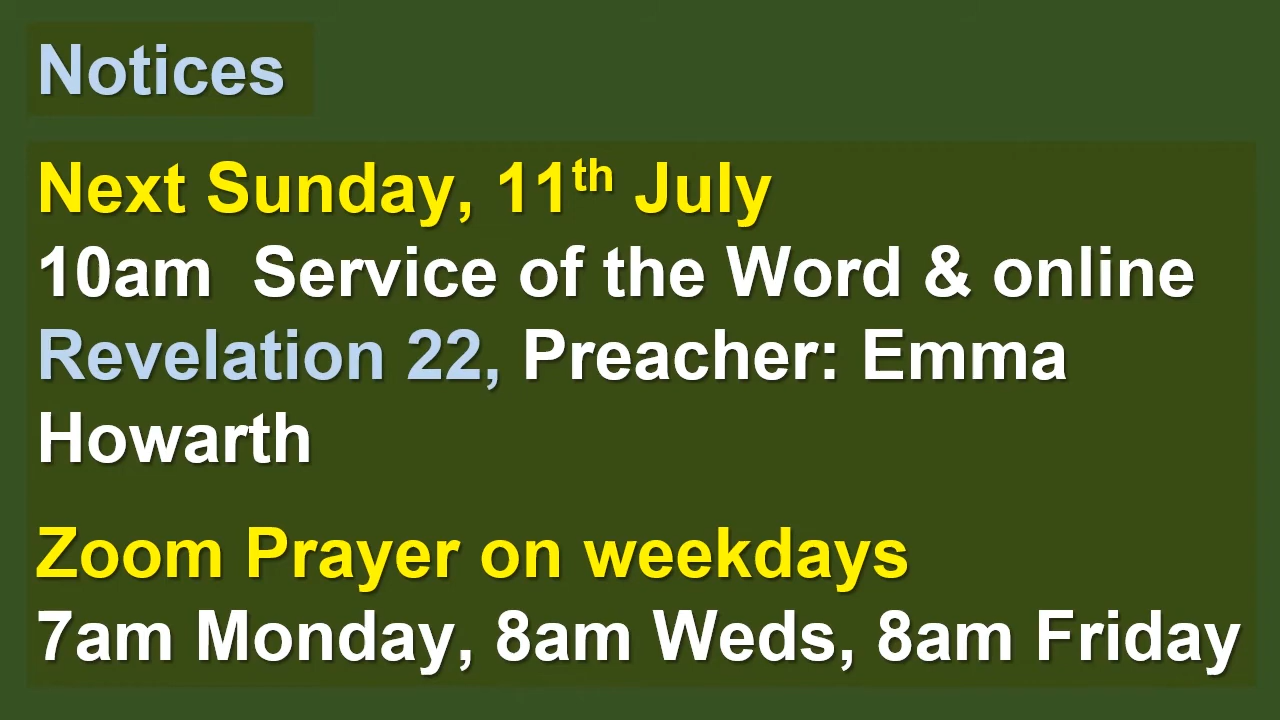 Notices
Next Sunday, 11th July
10am  Service of the Word & online
Revelation 22, Preacher: Emma
Howarth
Zoom Prayer on weekdays
7am Monday, 8am Weds, 8am Friday